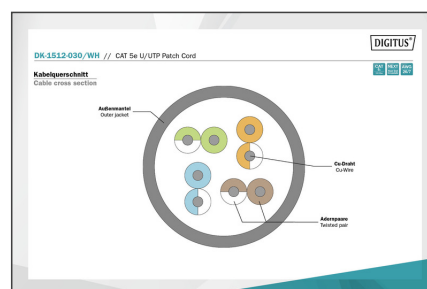 DIGITUS®
DK-1512-030/WH // CAT 5e U/UTP Patch Cord
Kabelquerschnitt
Cable cross section
Außenmantel
Outer jacket
Cu-Draht
Cu-Wire
Adernpaare
Twisted pair